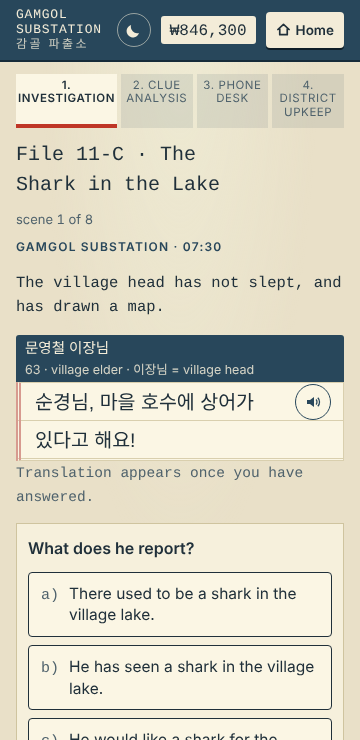 GAMGOL
SUBSTATION
감골 파출소
₩846,300
Home
1.
INVESTIGATION
2. CLUE
ANALYSIS
3. PHONE
DESK
4.
DISTRICT
UPKEEP
File 11-C · The
Shark in the Lake
scene 1 of 8
GAMGOL SUBSTATION · 07:30
The village head has not slept, and
has drawn a map.
문영철 이장님
63 · village elder · 이장님 = village head
순경님, 마을 호수에 상어가
있다고 해요!
Translation appears once you have
answered.
What does he report?
a) There used to be a shark in the
village lake.
b) He has seen a shark in the village
lake.
c) He would like a shark for the